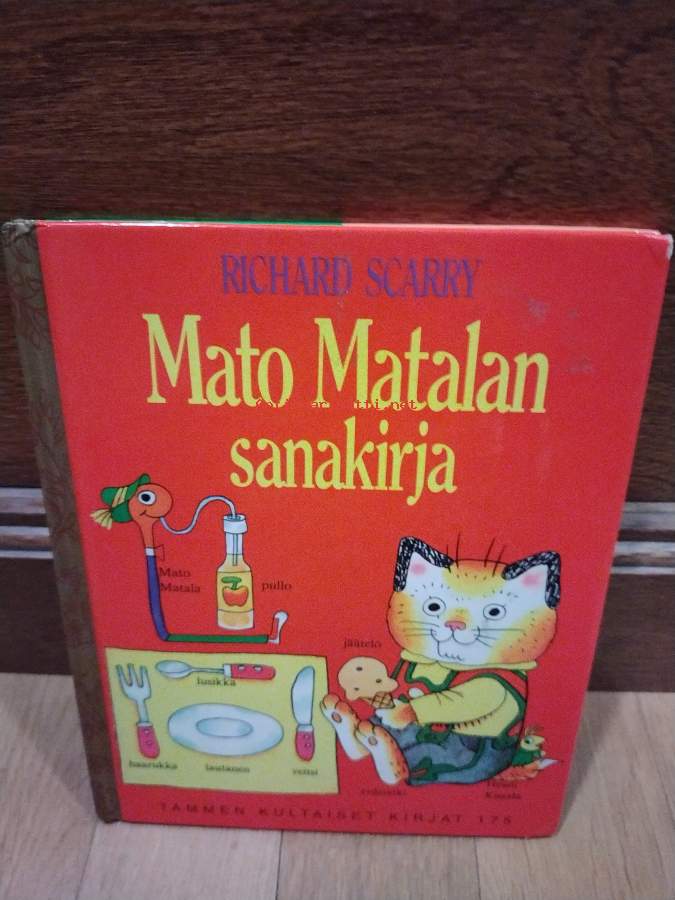 RICHARD SCARRY
Mato Matalan
sanakirja
Mato
Matala
pullo
jäätelö
lusikka
haarukka
lautanen
veitsi
TAMMEN KULTAISET KIRJAT 175